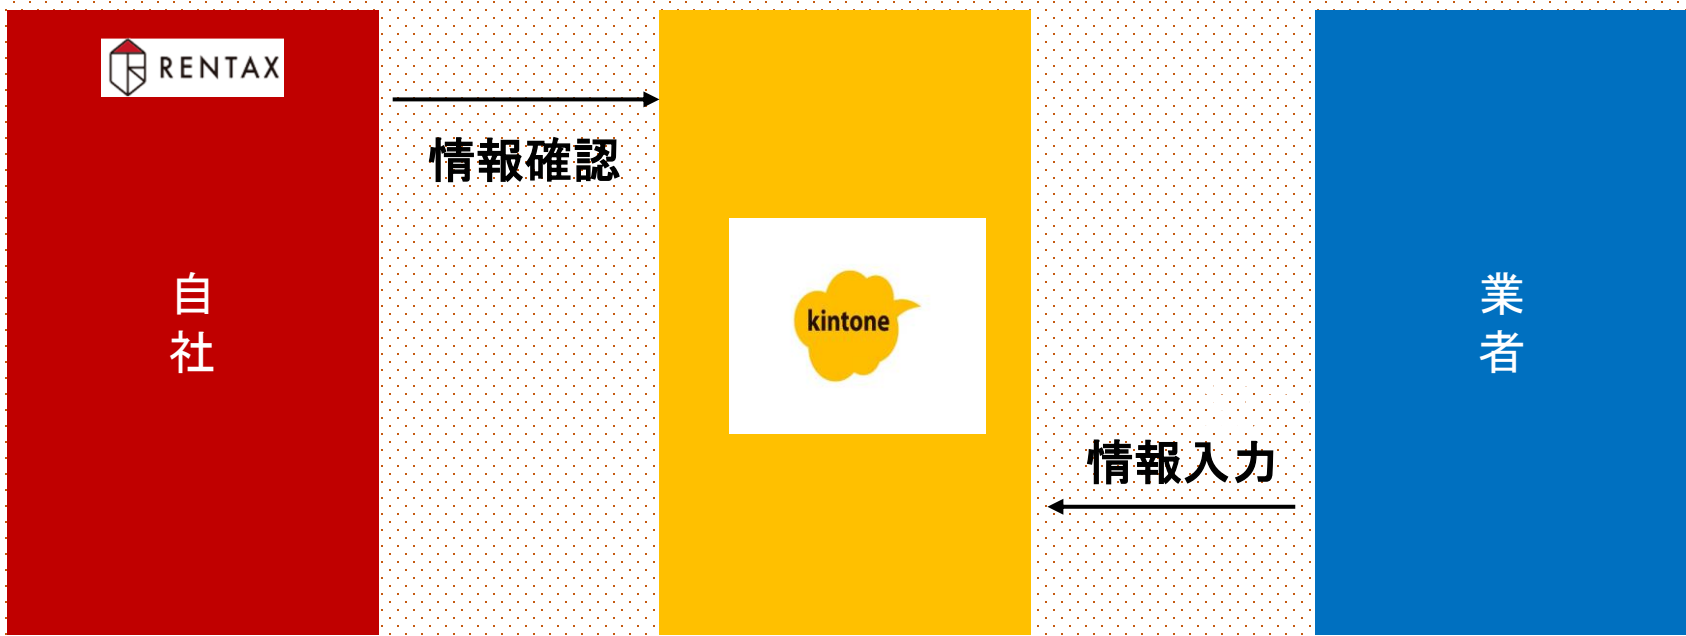 RENTAX
自
社
情報確認
kintone
情報入力
業
者